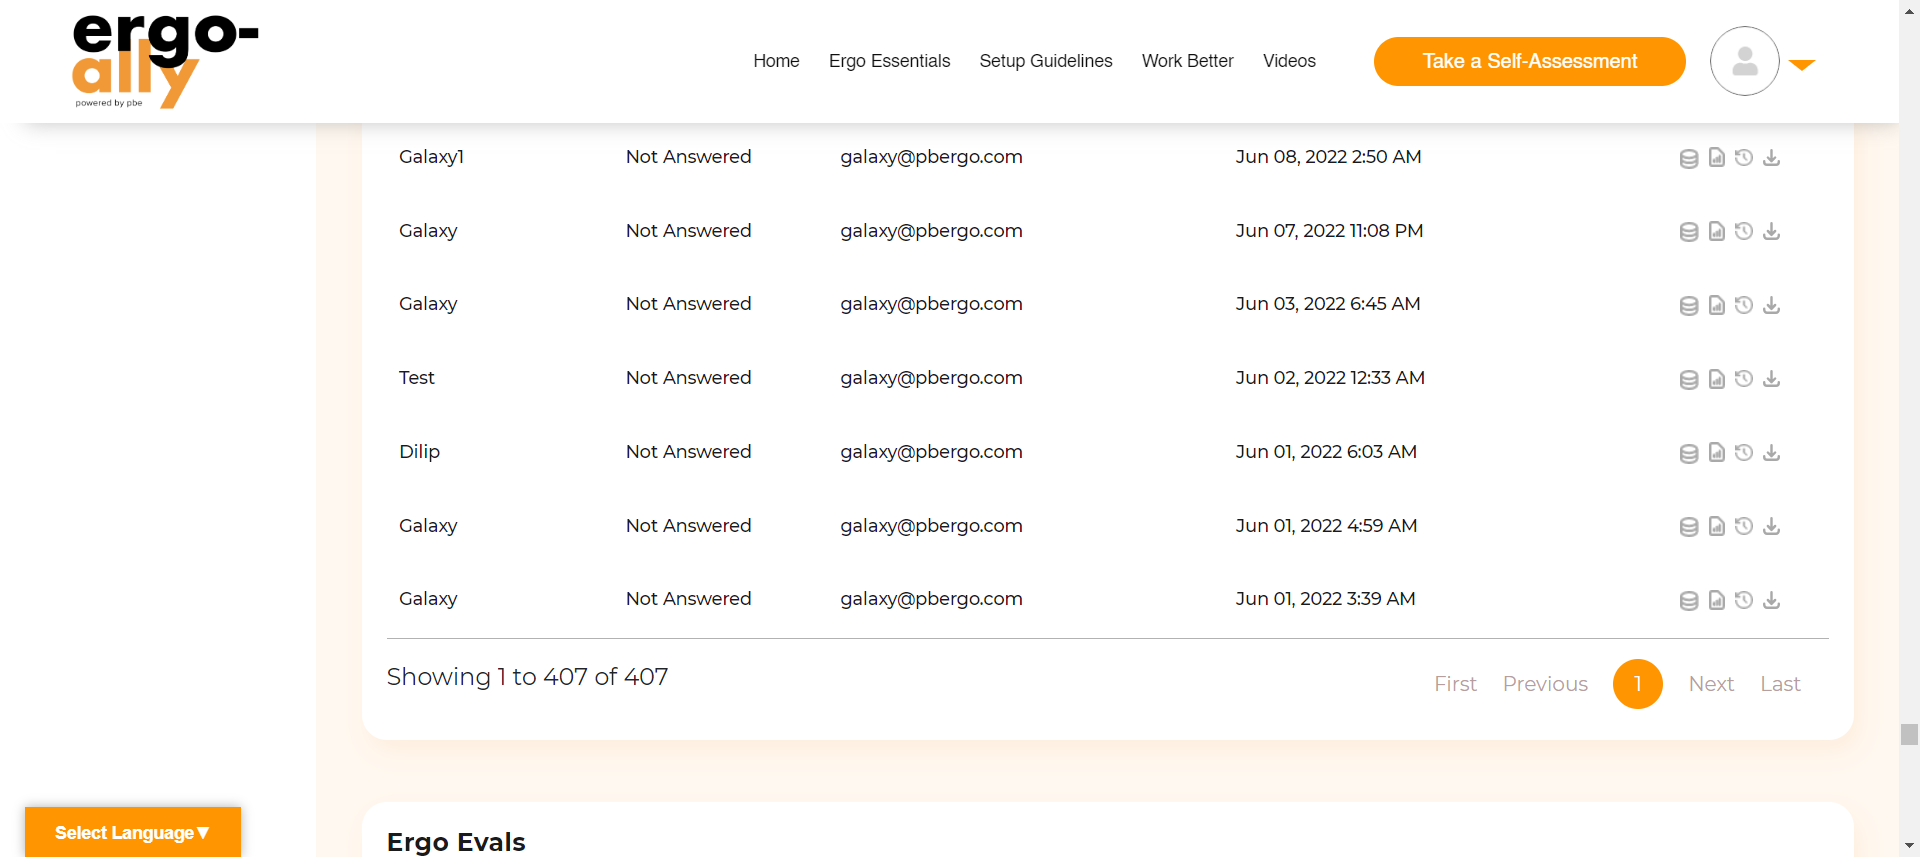 ergo-
ally
powered by pbe
Home Ergo Essentials Setup Guidelines Work Better Videos Take a Self-Assessment
Galaxy1 Not Answered galaxy@pbergo.com Jun 08, 2022 2:50 AM
Galaxy Not Answered galaxy@pbergo.com Jun 07, 2022 11:08 PM
Galaxy Not Answered galaxy@pbergo.com Jun 03, 2022 6:45 AM
Test Not Answered galaxy@pbergo.com Jun 02, 2022 12:33 AM
Dilip Not Answered galaxy@pbergo.com Jun 01, 2022 6:03 AM
Galaxy Not Answered galaxy@pbergo.com Jun 01, 2022 4:59 AM
Galaxy Not Answered galaxy@pbergo.com Jun 01, 2022 3:39 AM
Showing 1 to 407 of 407
First Previous 1 Next Last
Select Language▼
Ergo Evals